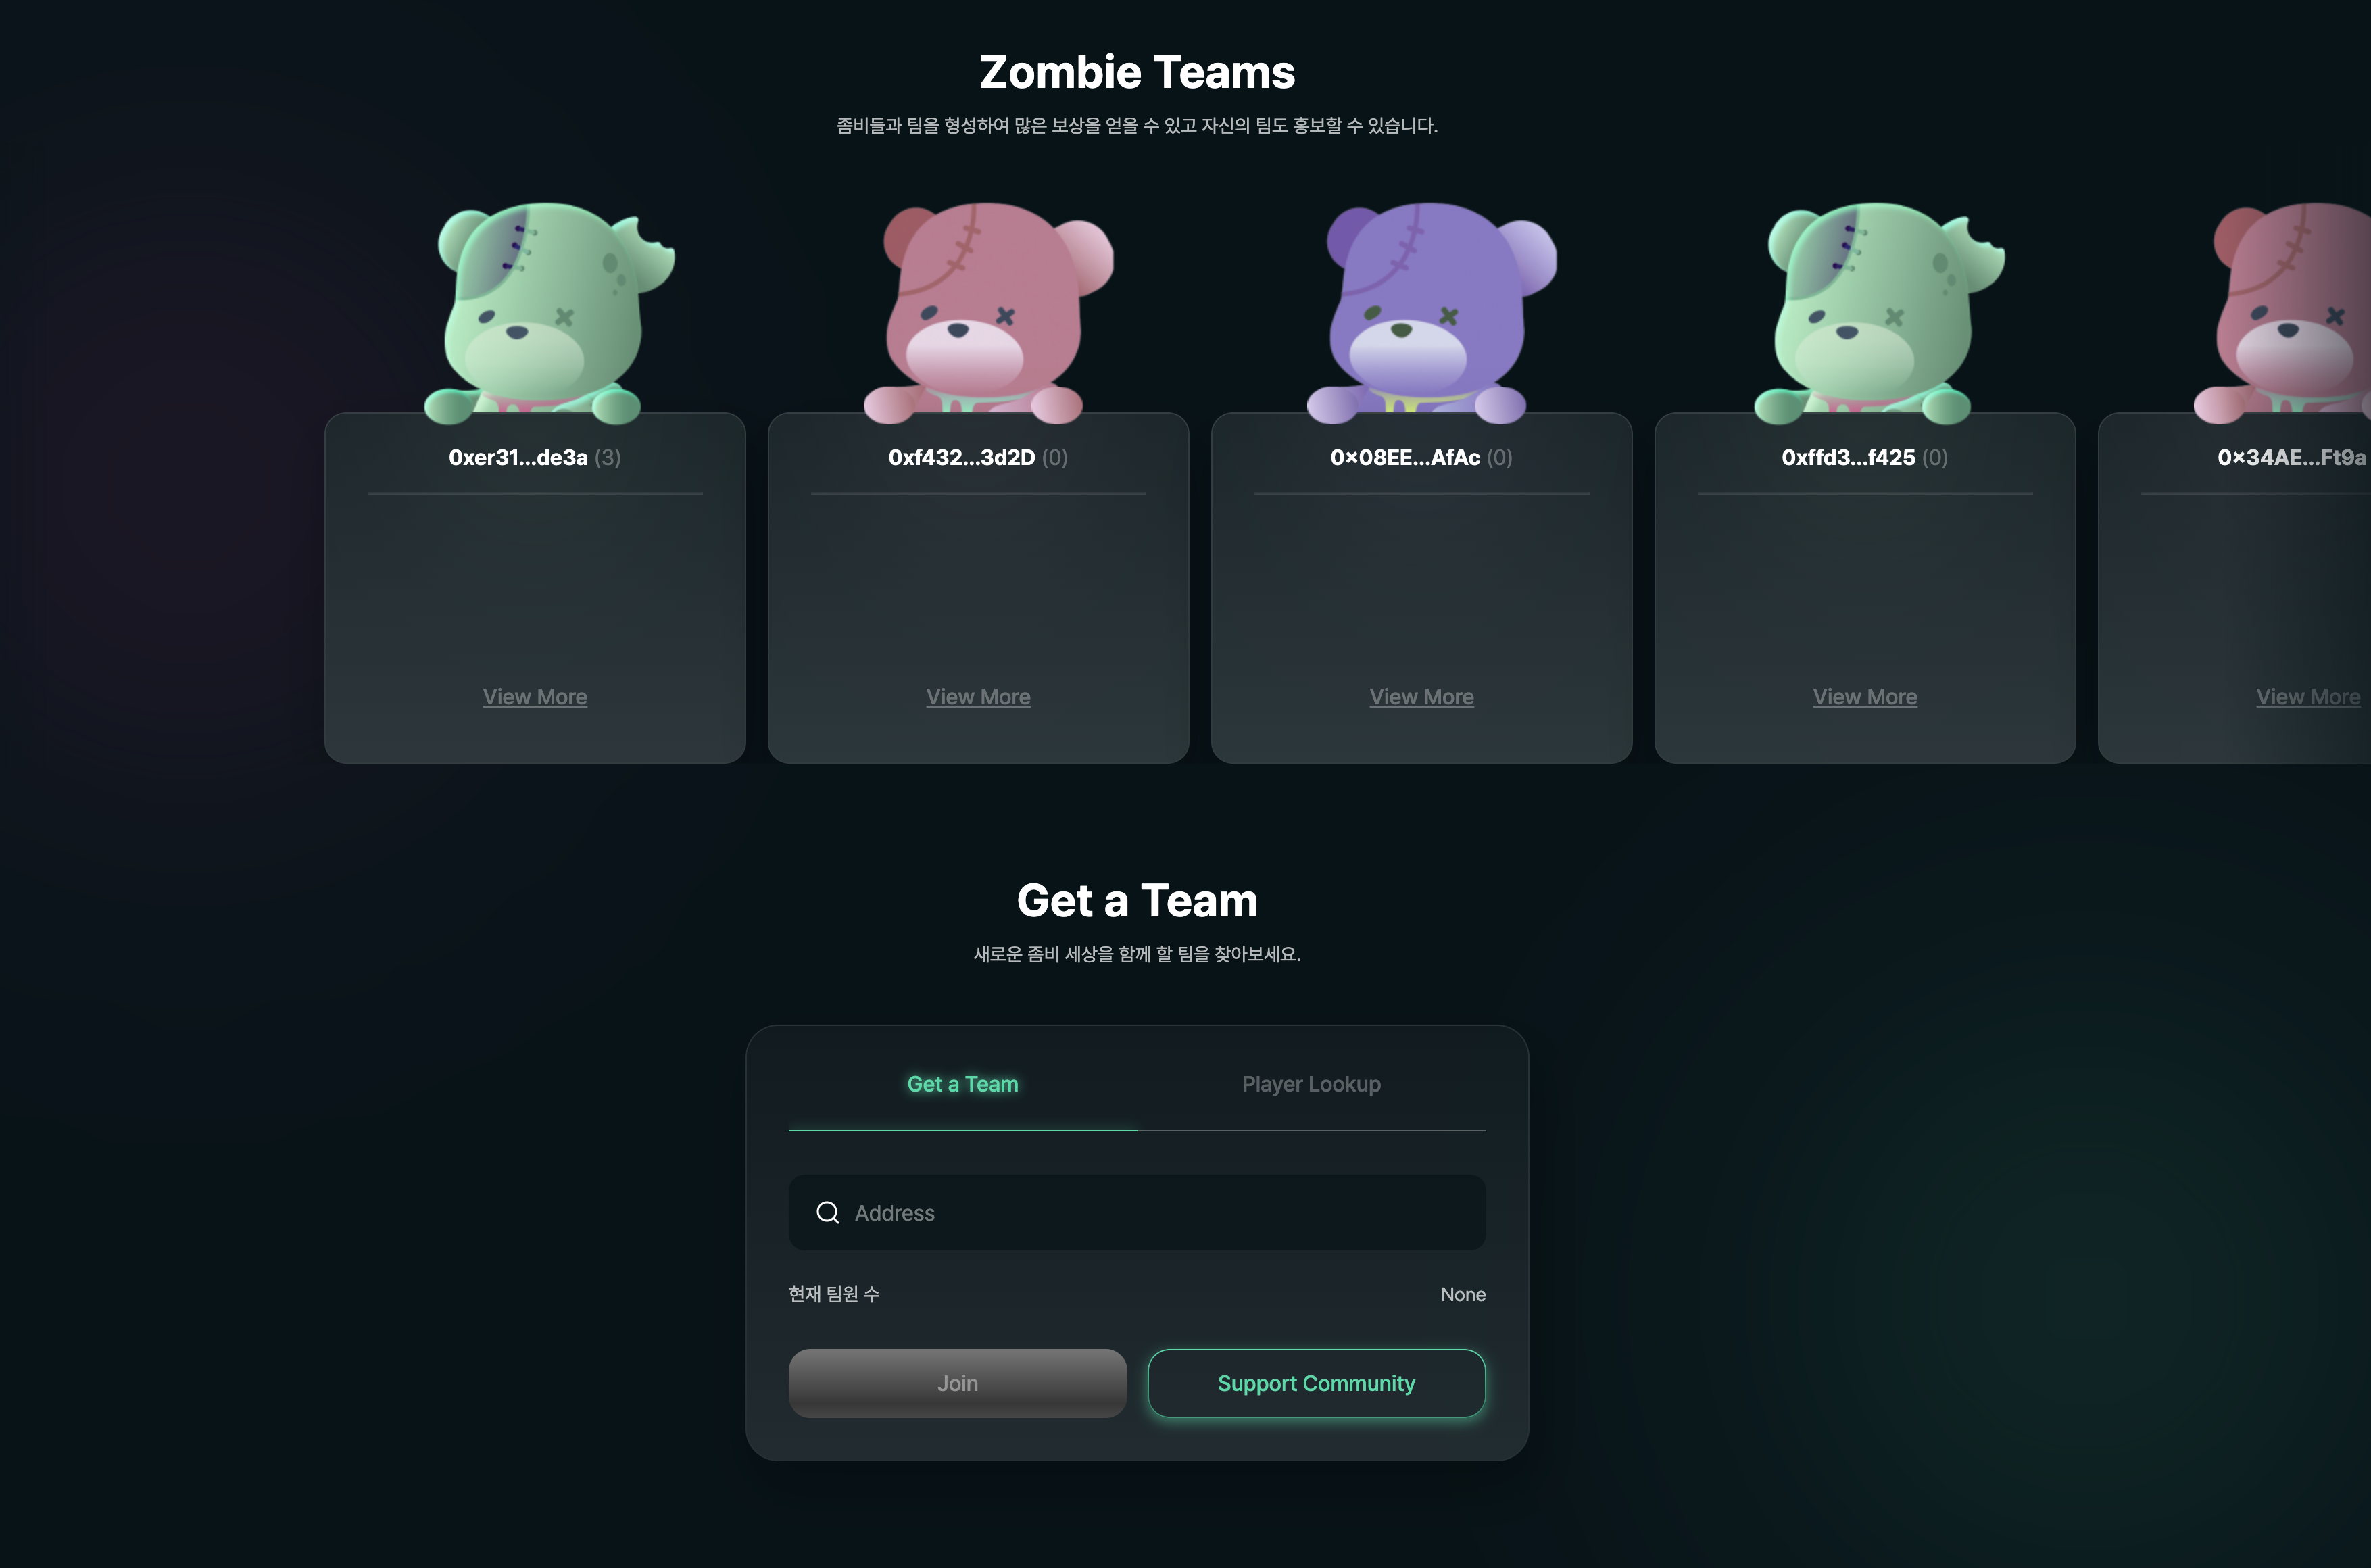 Zombie Teams
좀비들과 팀을 형성하여 많은 보상을 얻을 수 있고 자신의 팀도 홍보할 수 있습니다.
0xer31...de3a (3)
0xf432...3d2D (0)
0×08EE...AfAc (0)
0xffd3...f425 (0)
0×34AE...Ft9a
View More
View More
View More
View More
View More
Get a Team
새로운 좀비 세상을 함께 할 팀을 찾아보세요.
Get a Team
Player Lookup
Address
현재 팀원 수
None
Join
Support Community